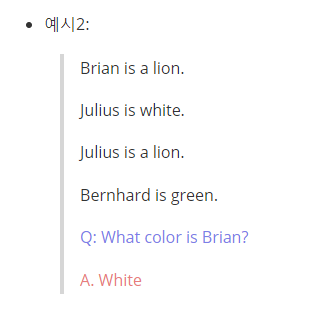 예시2:
Brian is a lion.
Julius is white.
Julius is a lion.
Bernhard is green.
Q: What color is Brian?
A. White